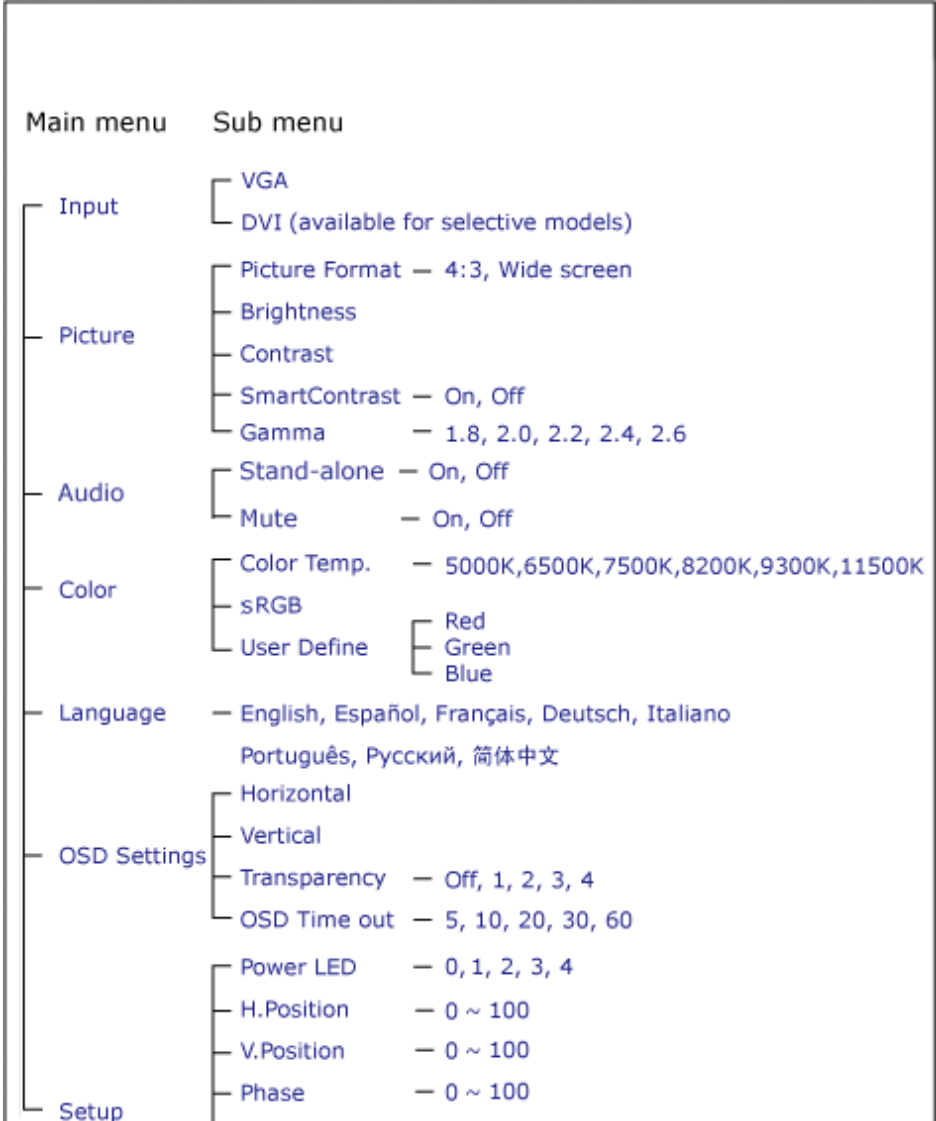 Main menu Sub menu
Input
VGA
DVI (available for selective models)
Picture
Picture Format — 4:3, Wide screen
Brightness
Contrast
SmartContrast — On, Off
Gamma — 1.8, 2.0, 2.2, 2.4, 2.6
Audio
Stand-alone — On, Off
Mute — On, Off
Color
Color Temp. — 5000K,6500K,7500K,8200K,9300K,11500K
sRGB
User Define
Red
Green
Blue
Language — English, Español, Français, Deutsch, Italiano
Português, Русский, 简体中文
OSD Settings
Horizontal
Vertical
Transparency — Off, 1, 2, 3, 4
OSD Time out — 5, 10, 20, 30, 60
Setup
Power LED — 0, 1, 2, 3, 4
H.Position — 0 ~ 100
V.Position — 0 ~ 100
Phase — 0 ~ 100